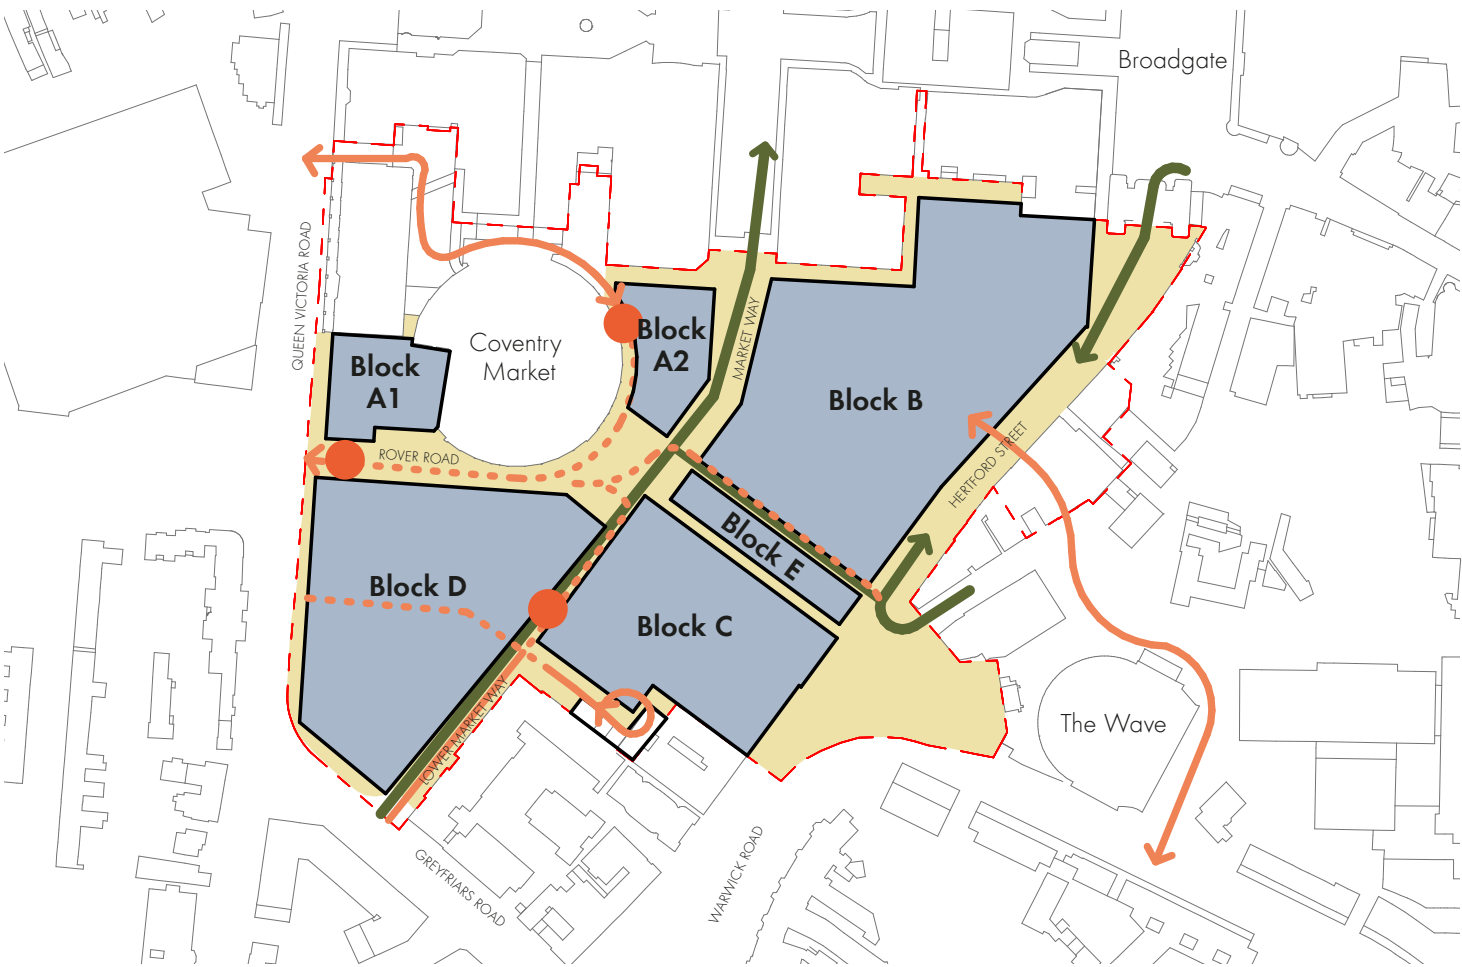 Broadgate
QUEEN VICTORIA ROAD
MARKET WAY
Coventry
Market
Block
A2
Block
A1
Block B
ROVER ROAD
HERTFORD STREET
Block E
Block D
Block C
LOWER MARKET WAY
The Wave
GREYFRIARS ROAD
WARWICK ROAD